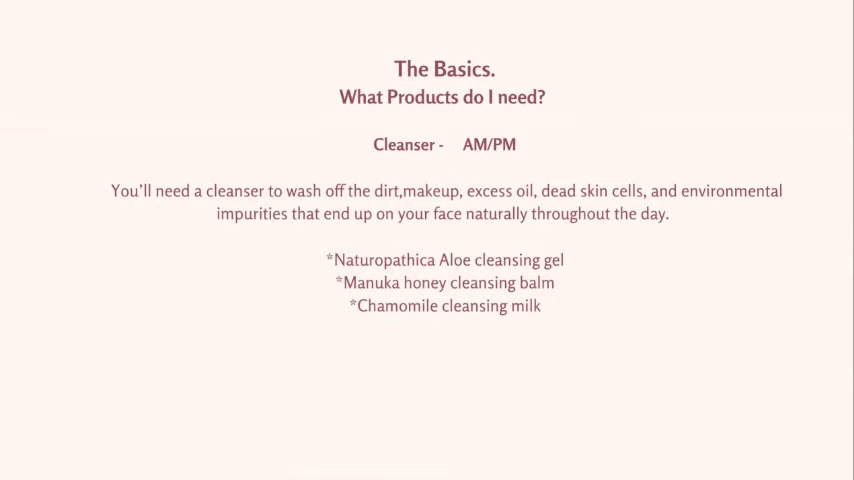 The Basics.
What Products do I need?
Cleanser - AM/PM
You'll need a cleanser to wash off the dirt,makeup, excess oil, dead skin cells, and environmental
impurities that end up on your face naturally throughout the day.
*Naturopathica Aloe cleansing gel
*Manuka honey cleansing balm
*Chamomile cleansing milk